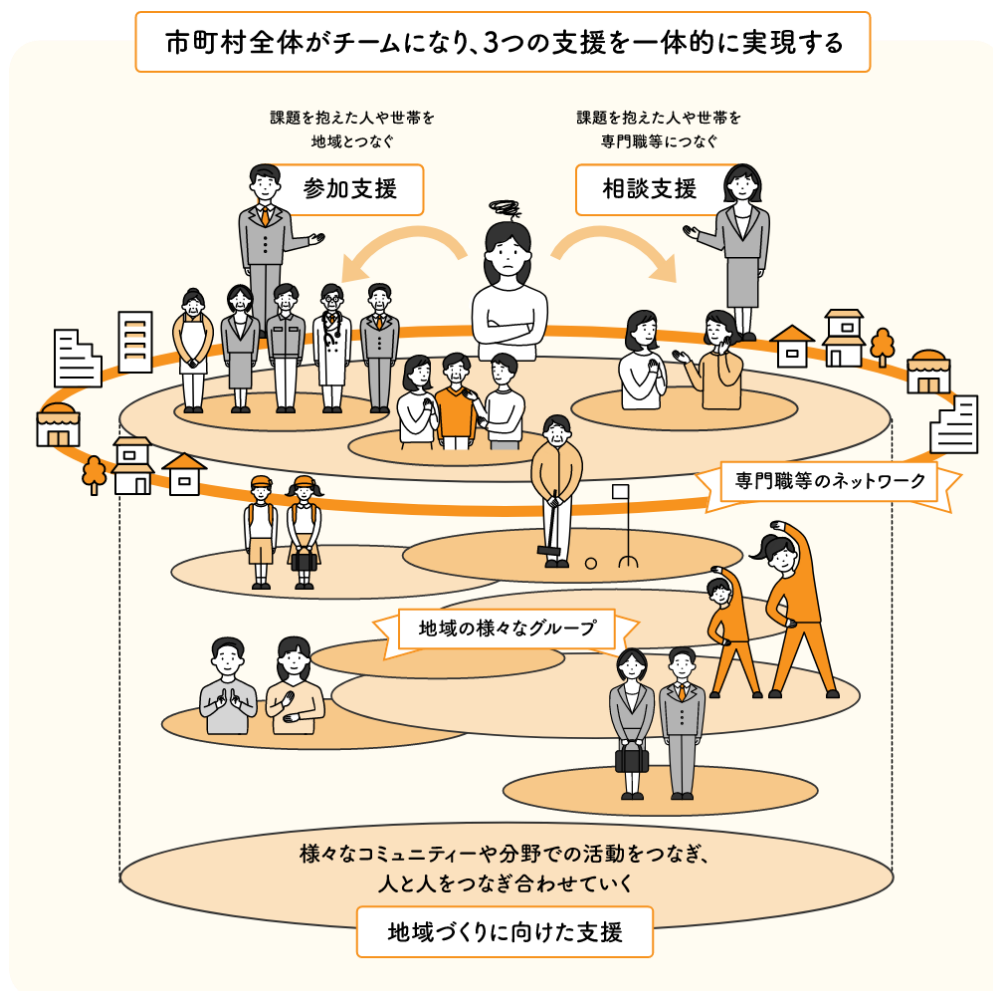 市町村全体がチームになり、3つの支援を一体的に実現する
課題を抱えた人や世帯を
地域とつなぐ
参加支援
課題を抱えた人や世帯を
専門職等につなぐ
相談支援
専門職等のネットワーク
地域の様々なグループ
様々なコミュニティーや分野での活動をつなぎ、
人と人をつなぎ合わせていく
地域づくりに向けた支援